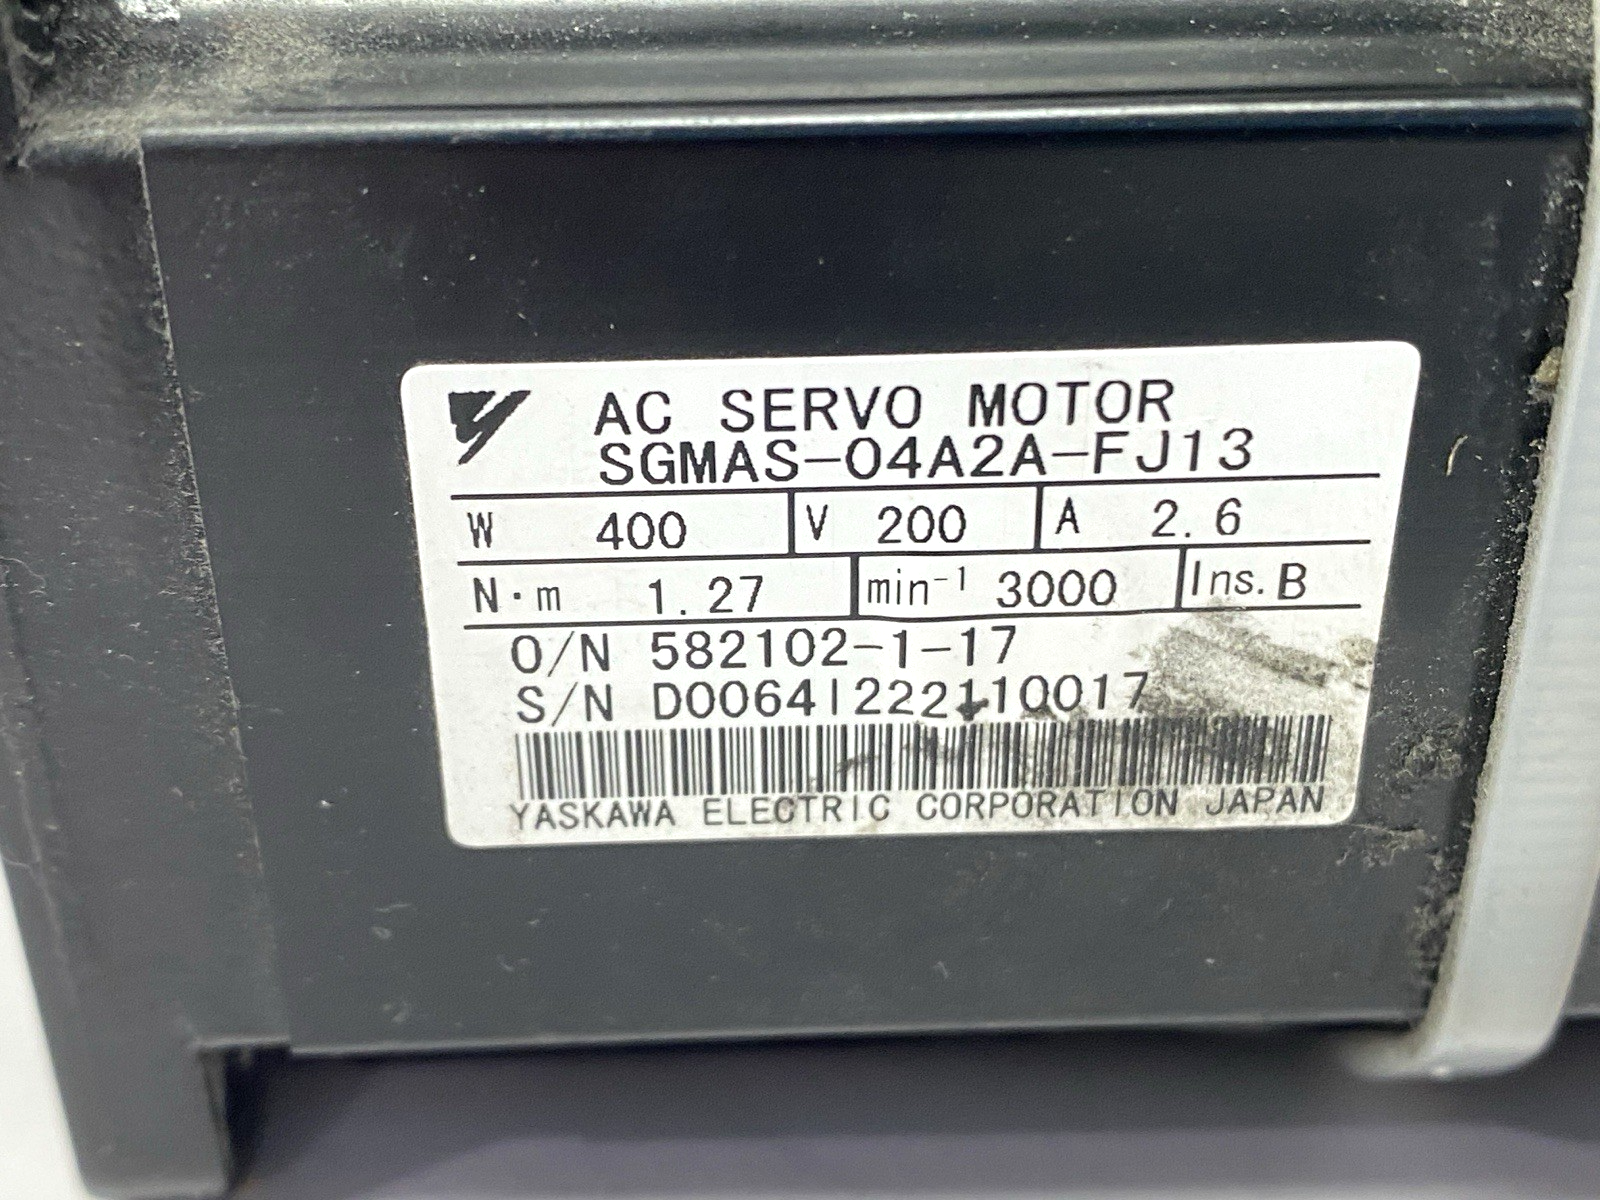 AC SERVO MOTOR
SGMAS-04A2A-FJ13
W 400 V 200 A 2.6
N·m 1.27 min⁻¹ 3000 Ins. B
O/N 582102-1-17
S/N D0064I222110017
YASKAWA ELECTRIC CORPORATION JAPAN